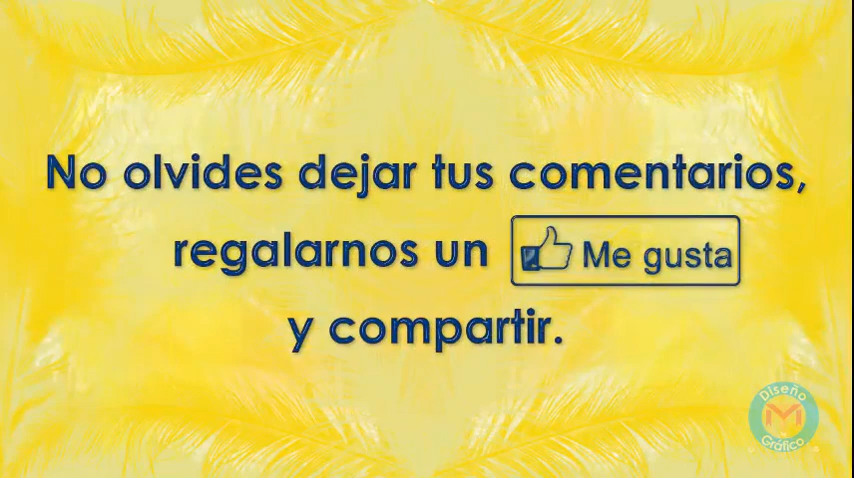 No olvides dejar tus comentarios,
regalarnos un Me gusta
y compartir.
Diseño
M
Gráfico